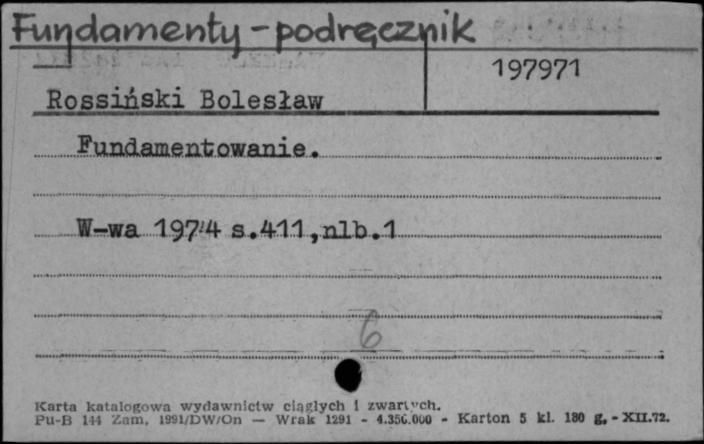 Fundamenty - podręcznik
197971
Rossiński Bolesław
Fundamentowanie.
W-wa 1974 s.411,nlb.1
6
Karta katalogowa wydawnictw ciągłych i zwartych.
Pu-B 144 Zam. 1991/DW/On — Wrak 1291 - 4.350.000 - Karton 5 kl. 180 g. - XII.72.